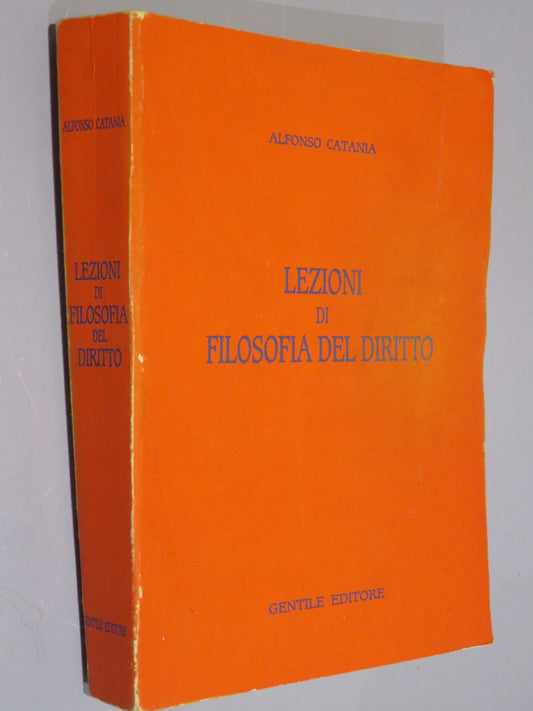 ALFONSO CATANIA
LEZIONI
DI
FILOSOFIA
DEL
DIRITTO
GENTILE EDITORE
ALFONSO CATANIA
LEZIONI
DI
FILOSOFIA DEL DIRITTO
GENTILE EDITORE